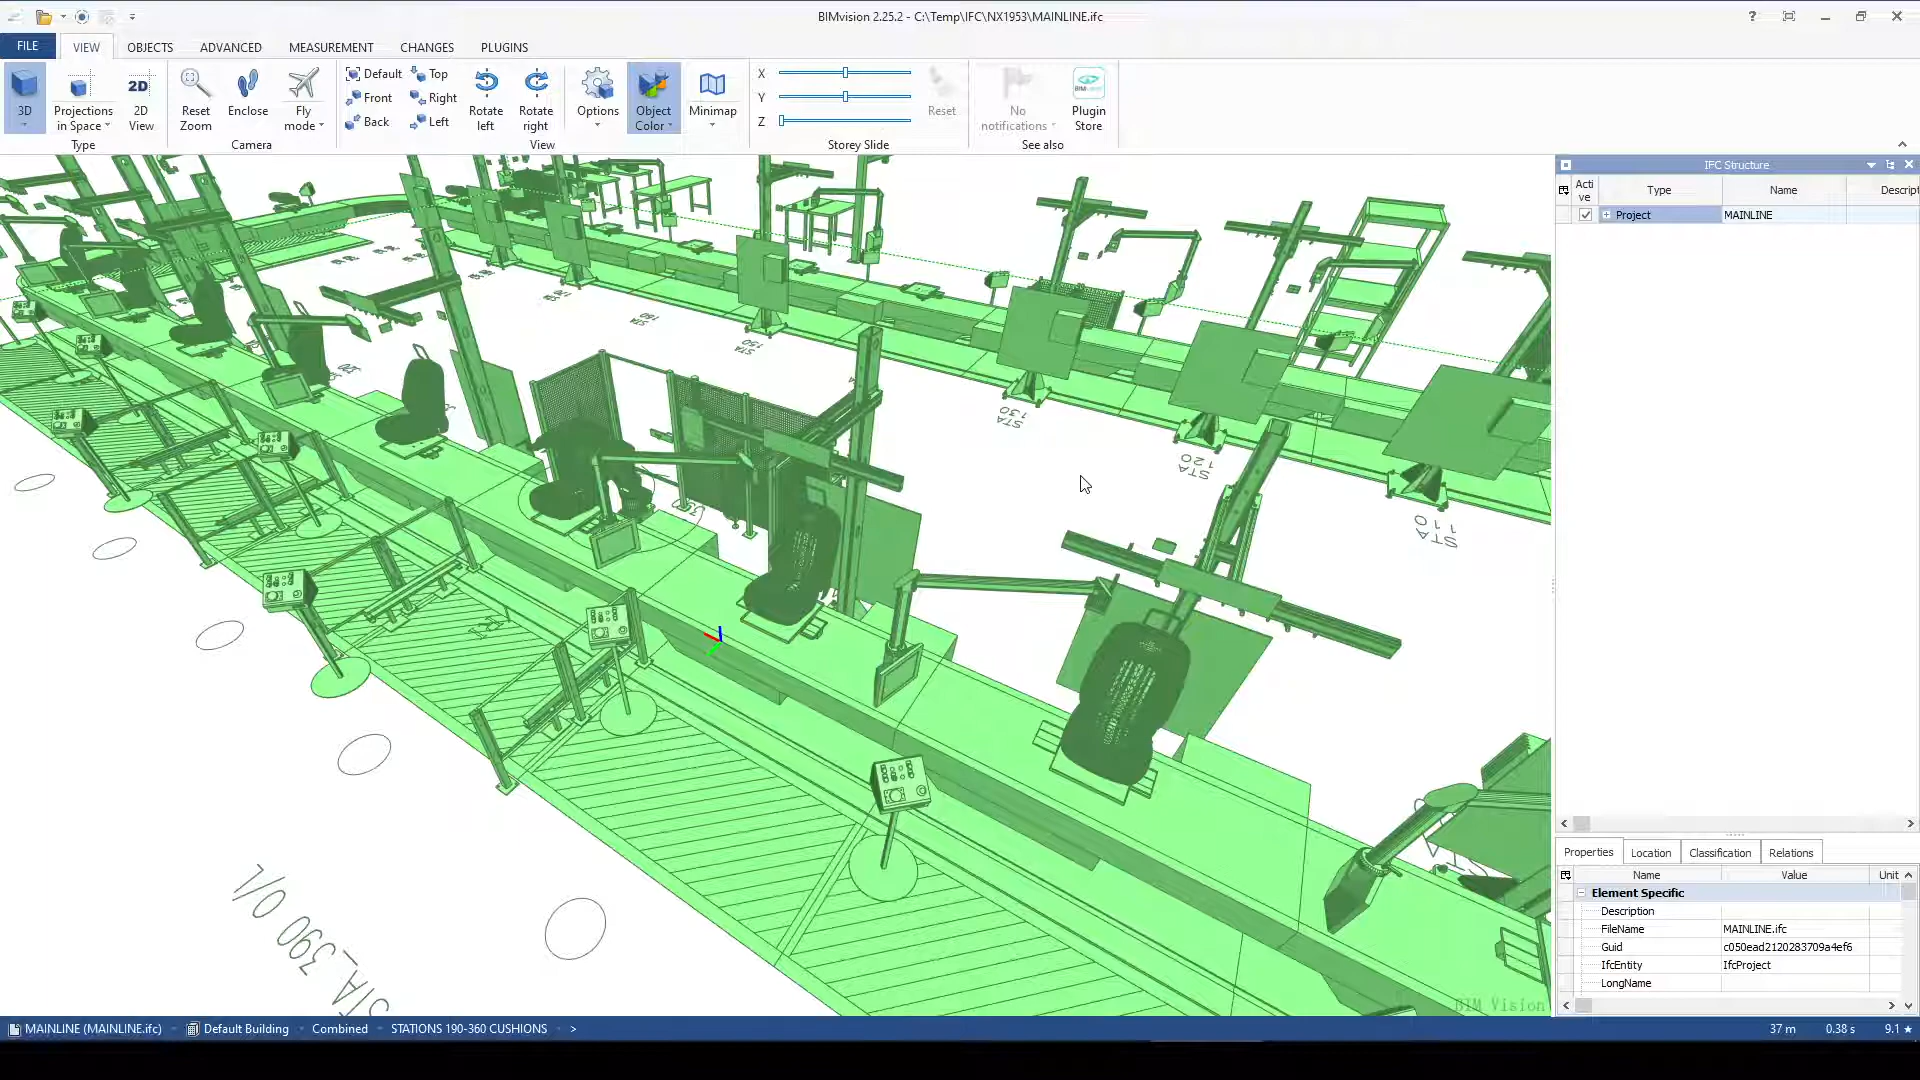 BIMvision 2.25.2 - C:\Temp\IFC\NX1953\MAINLINE.ifc
FILE VIEW OBJECTS ADVANCED MEASUREMENT CHANGES PLUGINS
3D
Projections in Space
2D View
Type
Reset Zoom
Enclose
Fly mode
Camera
Default Top
Front Right
Back Left
Rotate left
Rotate right
Options
Object Color
Minimap
View
X
Y
Z
Reset
Storey Slide
No notifications
Plugin Store
See also
IFC Structure
Active Type Name Descript
Project MAINLINE
STA 180
STA 150
STA 130
STA 120
STA 110
STA_390 O/L
BIM Vision
Properties Location Classification Relations
Name Value Unit
Element Specific
Description
FileName MAINLINE.ifc
Guid c050ead2120283709a4ef6
IfcEntity IfcProject
LongName
MAINLINE (MAINLINE.ifc) Default Building Combined STATIONS 190-360 CUSHIONS >
37 m 0.38 s 9.1 ★